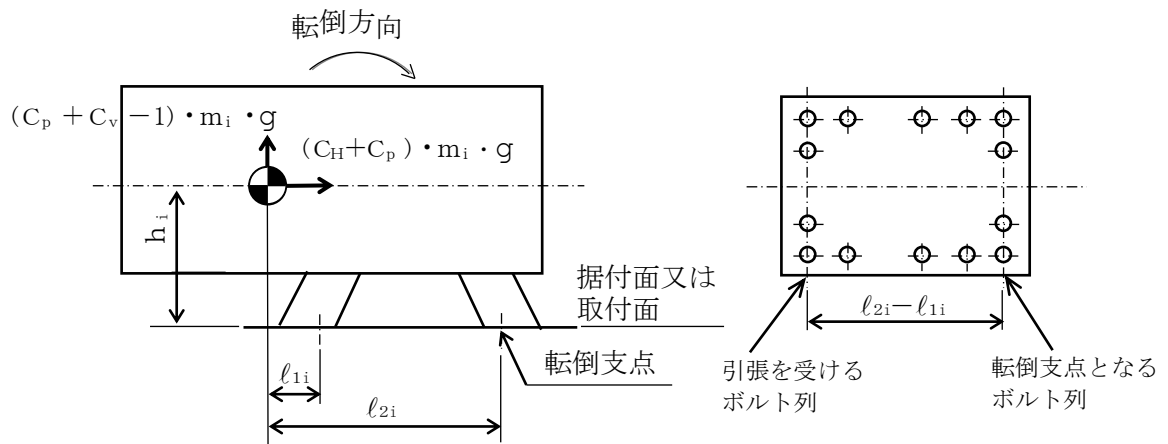 転倒方向
(Cₚ+Cᵥ-1)・mᵢ・g
(C_H+Cₚ)・mᵢ・g
hᵢ
据付面又は
取付面
転倒支点
ℓ₁ᵢ
ℓ₂ᵢ
ℓ₂ᵢ-ℓ₁ᵢ
引張を受ける
ボルト列
転倒支点となる
ボルト列